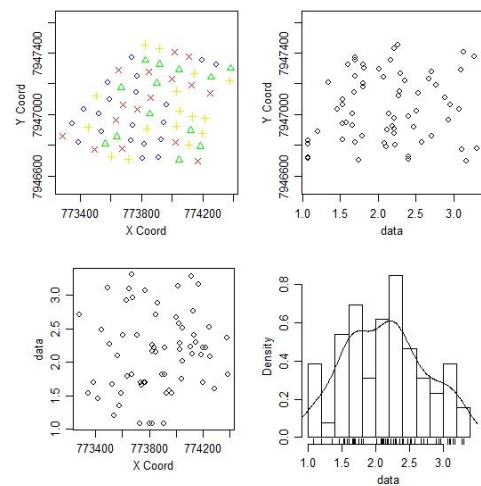 7947400
7947000
7946600
Y Coord
773400 773800 774200
X Coord
7947400
7947000
7946600
Y Coord
1.0 1.5 2.0 2.5 3.0
data
3.0
2.5
2.0
1.5
1.0
data
773400 773800 774200
X Coord
0.8
0.6
0.4
0.2
0.0
Density
1.0 1.5 2.0 2.5 3.0
data